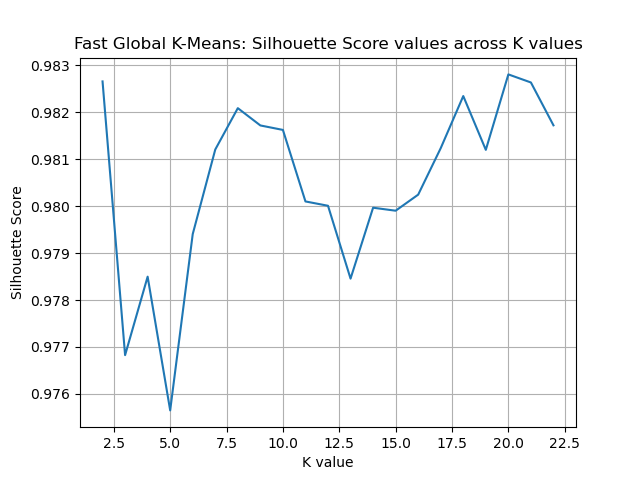 Fast Global K-Means: Silhouette Score values across K values
0.983
0.982
0.981
0.980
0.979
0.978
0.977
0.976
Silhouette Score
2.5 5.0 7.5 10.0 12.5 15.0 17.5 20.0 22.5
K value